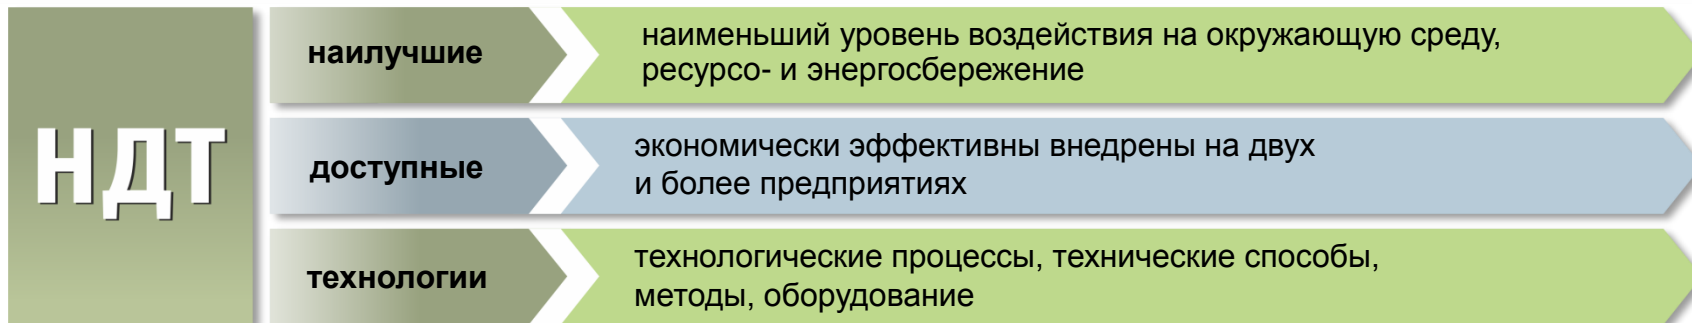 НДТ
наилучшие
наименьший уровень воздействия на окружающую среду,
ресурсо- и энергосбережение
доступные
экономически эффективны внедрены на двух
и более предприятиях
технологии
технологические процессы, технические способы,
методы, оборудование